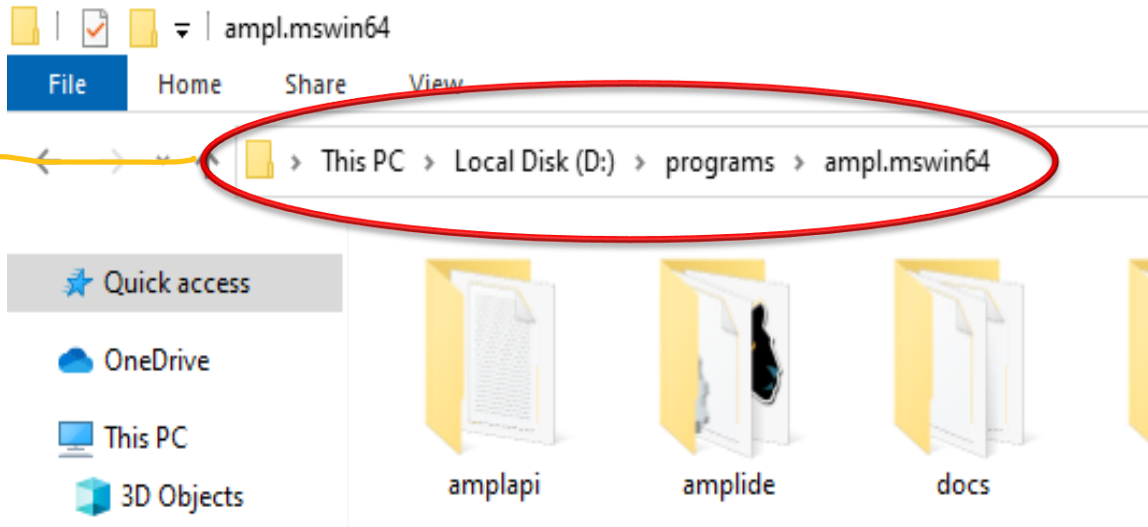 ampl.mswin64
File Home Share View
This PC > Local Disk (D:) > programs > ampl.mswin64
Quick access
OneDrive
This PC
3D Objects
amplapi amplide docs